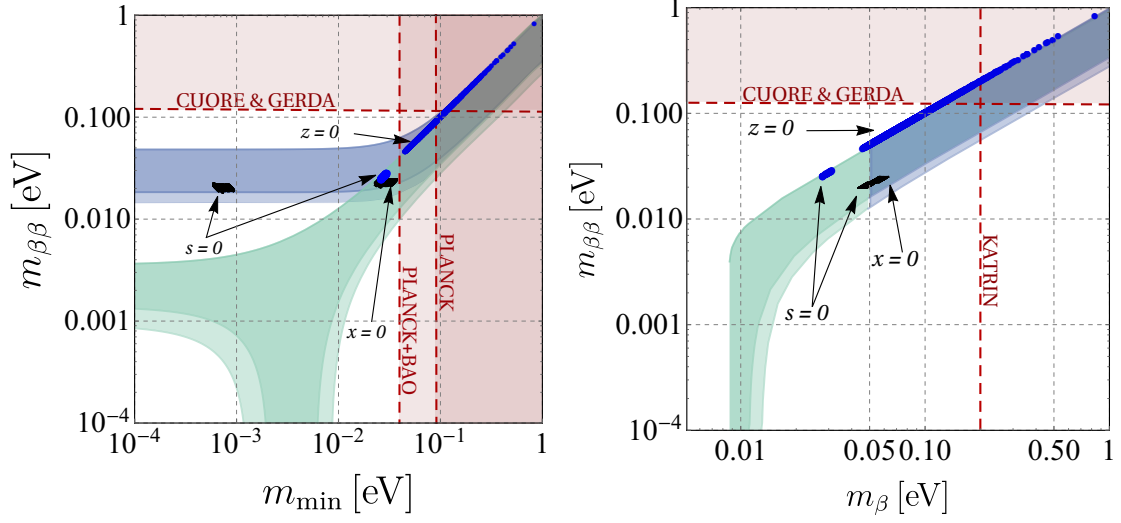 1
0.100
0.010
0.001
10⁻⁴
m_ββ [eV]
CUORE & GERDA
z = 0
s = 0
x = 0
PLANCK+BAO
PLANCK
10⁻⁴ 10⁻³ 10⁻² 10⁻¹ 1
m_min [eV]
1
0.100
0.010
0.001
10⁻⁴
m_ββ [eV]
CUORE & GERDA
z = 0
x = 0
s = 0
KATRIN
0.01 0.05 0.10 0.50 1
m_β [eV]